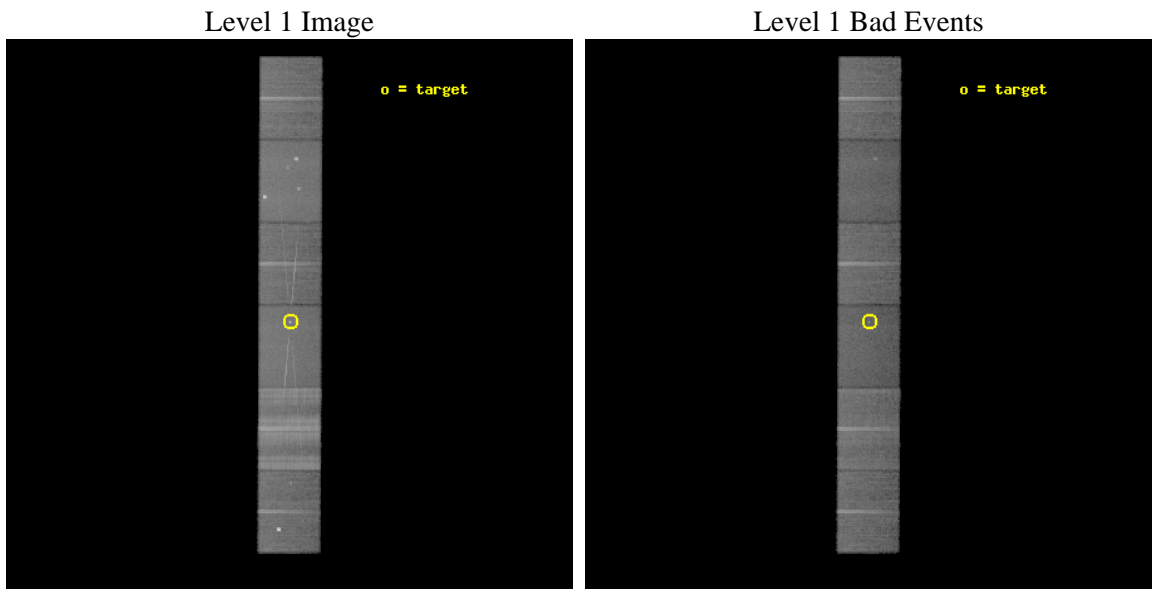 Level 1 Image
Level 1 Bad Events
o = target
o = target